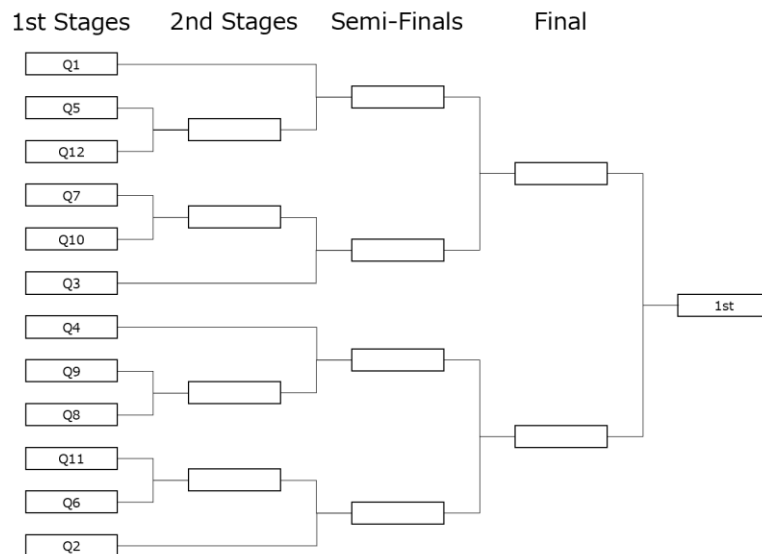 1st Stages 2nd Stages Semi-Finals Final
Q1
Q5
Q12
Q7
Q10
Q3
Q4
Q9
Q8
Q11
Q6
Q2
1st